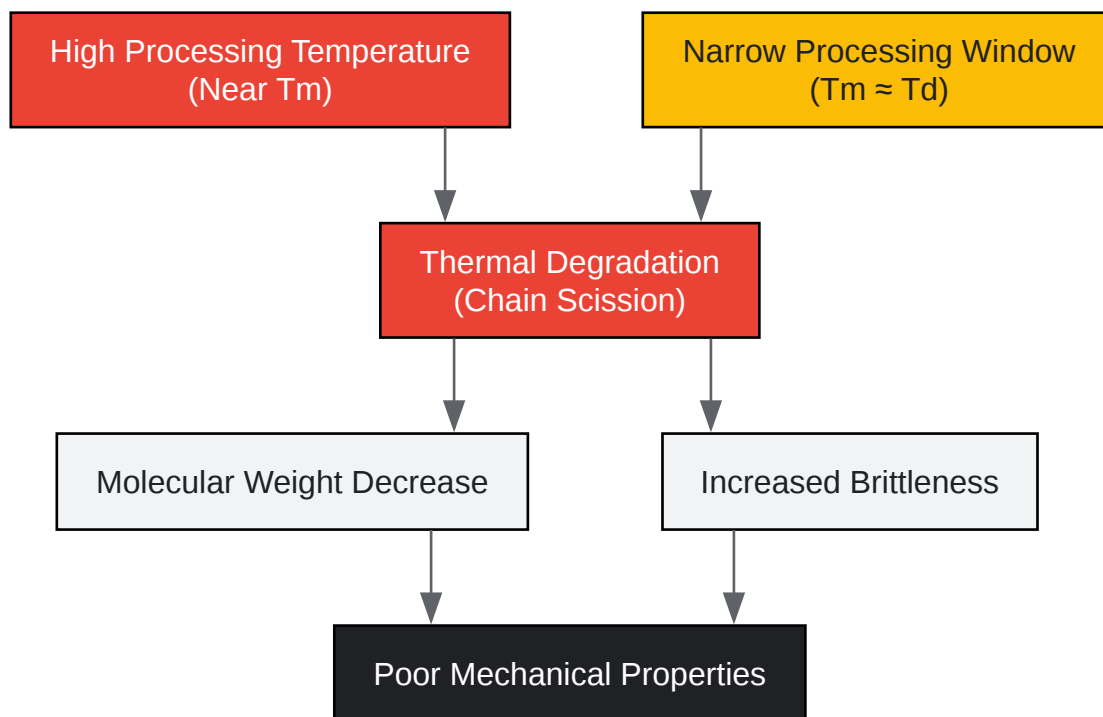 High Processing Temperature
(Near Tm)
Narrow Processing Window
(Tm ≈ Td)
Thermal Degradation
(Chain Scission)
Molecular Weight Decrease
Increased Brittleness
Poor Mechanical Properties